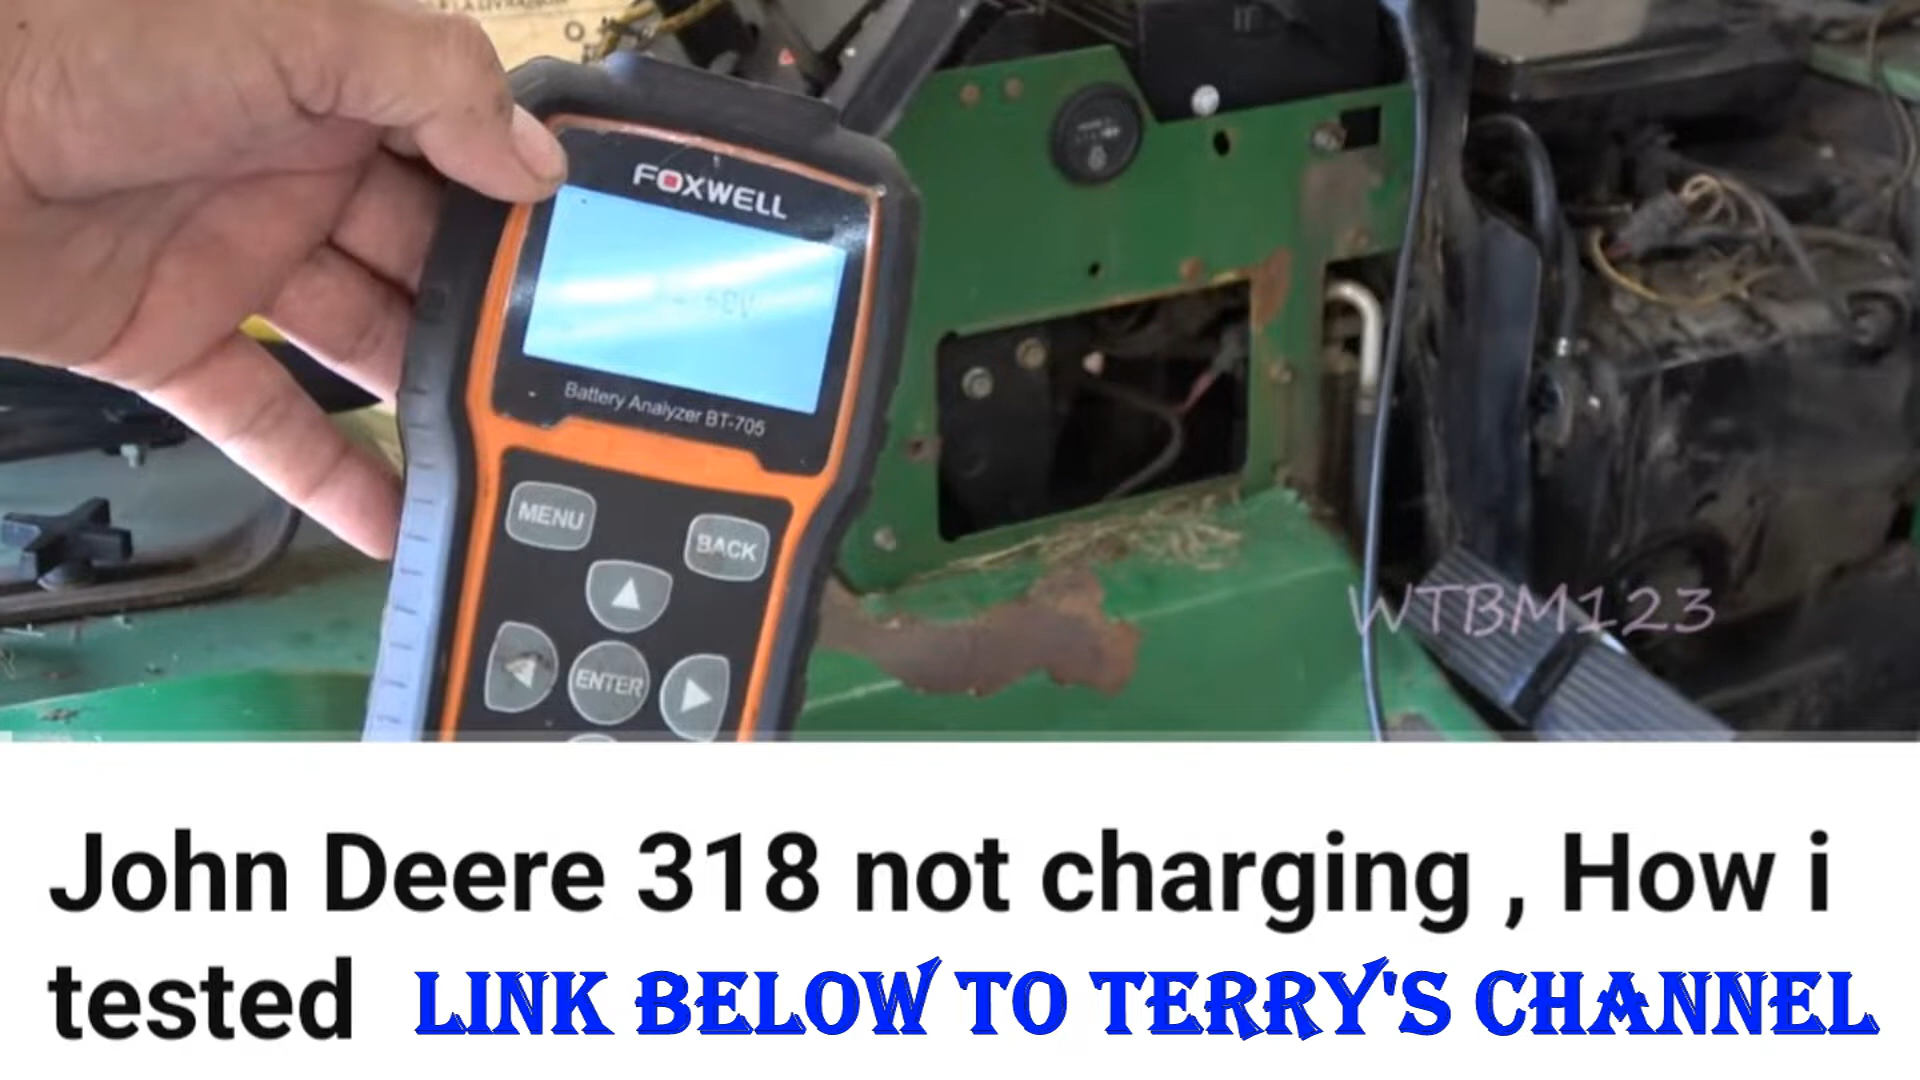 FOXWELL
Battery Analyzer BT-705
MENU
BACK
ENTER
WTBM123
John Deere 318 not charging , How i
tested LINK BELOW TO TERRY'S CHANNEL